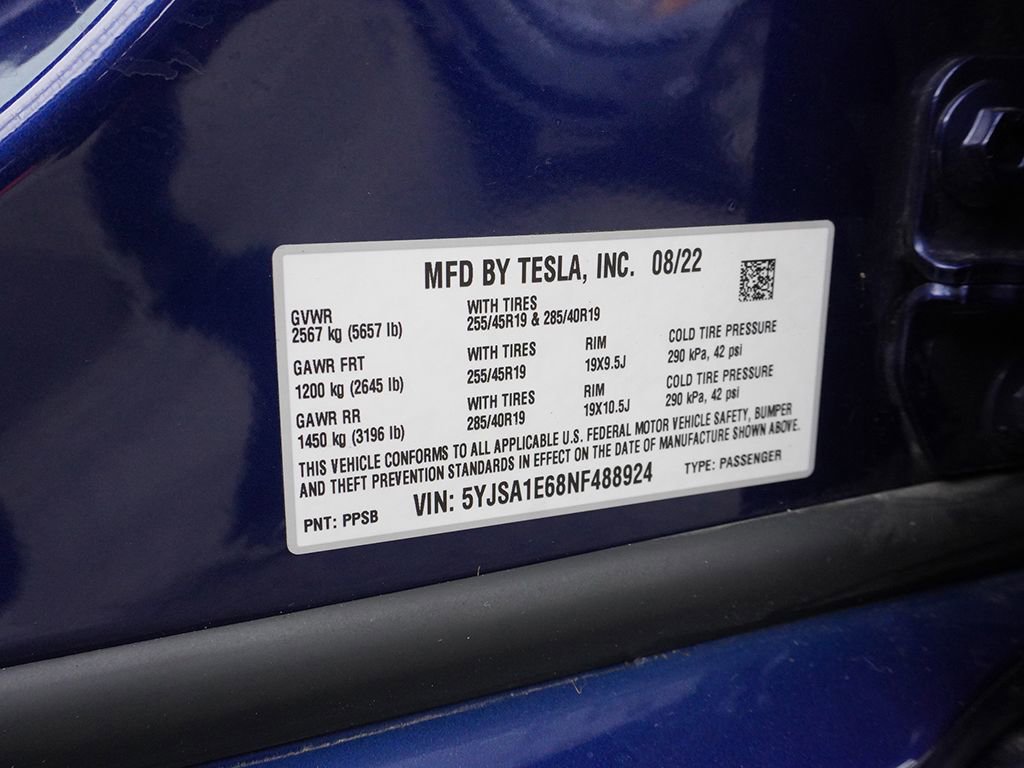 MFD BY TESLA, INC. 08/22
GVWR
2567 kg (5657 lb)
WITH TIRES
255/45R19 & 285/40R19
GAWR FRT
1200 kg (2645 lb)
WITH TIRES
255/45R19
RIM
19X9.5J
COLD TIRE PRESSURE
290 kPa, 42 psi
GAWR RR
1450 kg (3196 lb)
WITH TIRES
285/40R19
RIM
19X10.5J
COLD TIRE PRESSURE
290 kPa, 42 psi
THIS VEHICLE CONFORMS TO ALL APPLICABLE U.S. FEDERAL MOTOR VEHICLE SAFETY, BUMPER
AND THEFT PREVENTION STANDARDS IN EFFECT ON THE DATE OF MANUFACTURE SHOWN ABOVE.
PNT: PPSB
VIN: 5YJSA1E68NF488924
TYPE: PASSENGER